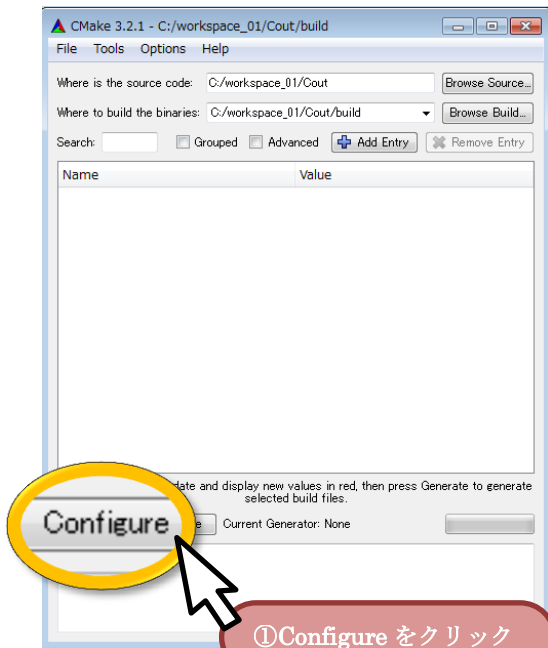 CMake 3.2.1 - C:/workspace_01/Cout/build
File Tools Options Help
Where is the source code: C:/workspace_01/Cout Browse Source...
Where to build the binaries: C:/workspace_01/Cout/build Browse Build...
Search: Grouped Advanced Add Entry Remove Entry
Name Value
date and display new values in red, then press Generate to generate
selected build files.
Configure Current Generator: None
①Configure をクリック